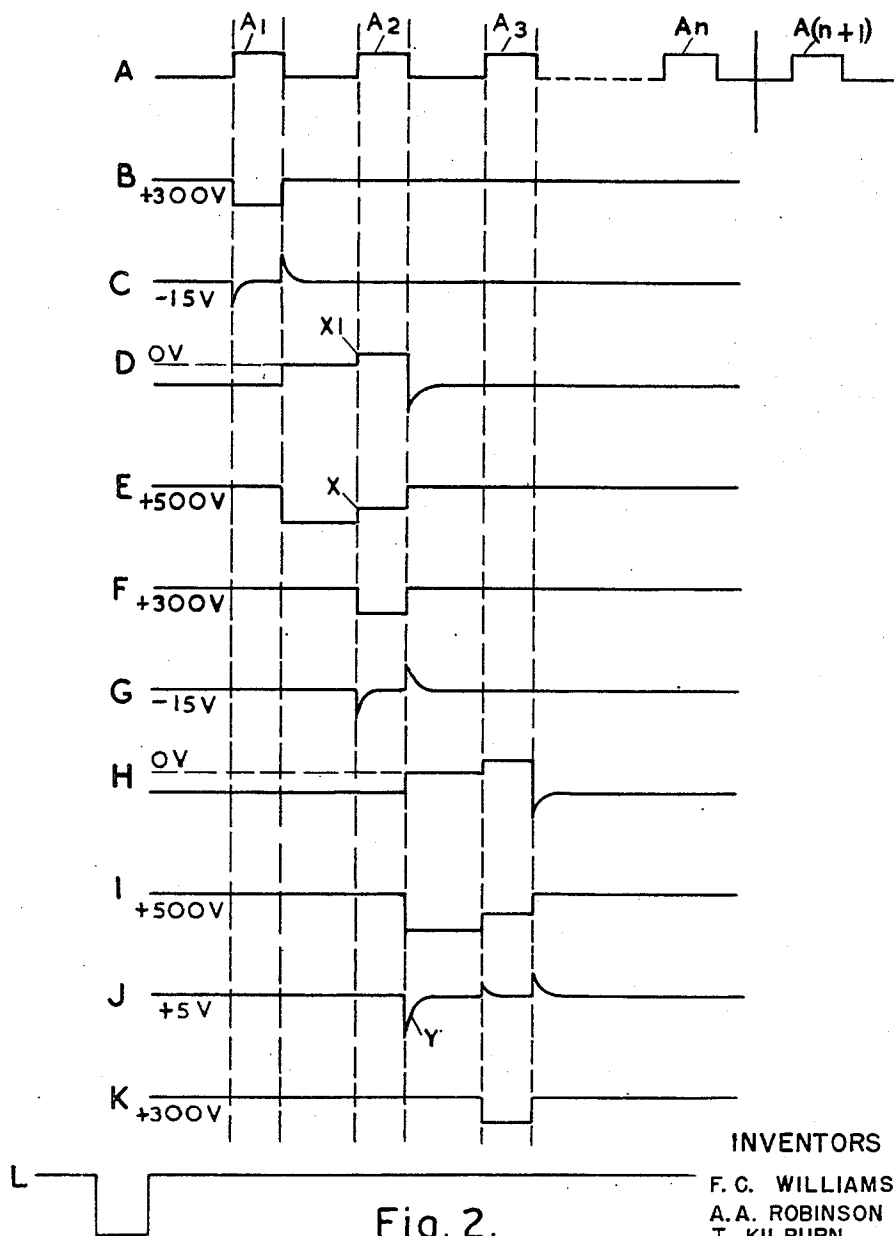 A1 A2 A3 An A(n+1)
A
B
+300V
C
-15V
X1
0V
D
X
E
+500V
F
+300V
G
-15V
0V
H
I
+500V
J
+5V
Y
K
+300V
INVENTORS
L
F. C. WILLIAMS
A. A. ROBINSON
T. KILBURN
Fig. 2.